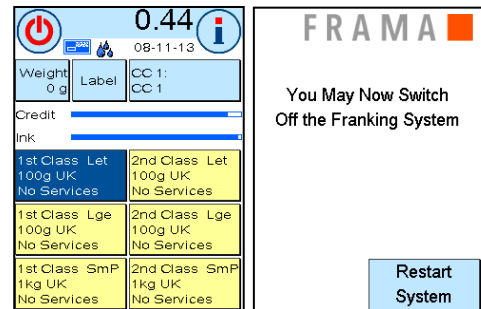 0.44
08-11-13
Weight
0 g
Label
CC 1:
CC 1
Credit
Ink
1st Class Let
100g UK
No Services
2nd Class Let
100g UK
No Services
1st Class Lge
100g UK
No Services
2nd Class Lge
100g UK
No Services
1st Class SmP
1kg UK
No Services
2nd Class SmP
1kg UK
No Services
FRAMA
You May Now Switch
Off the Franking System
Restart
System